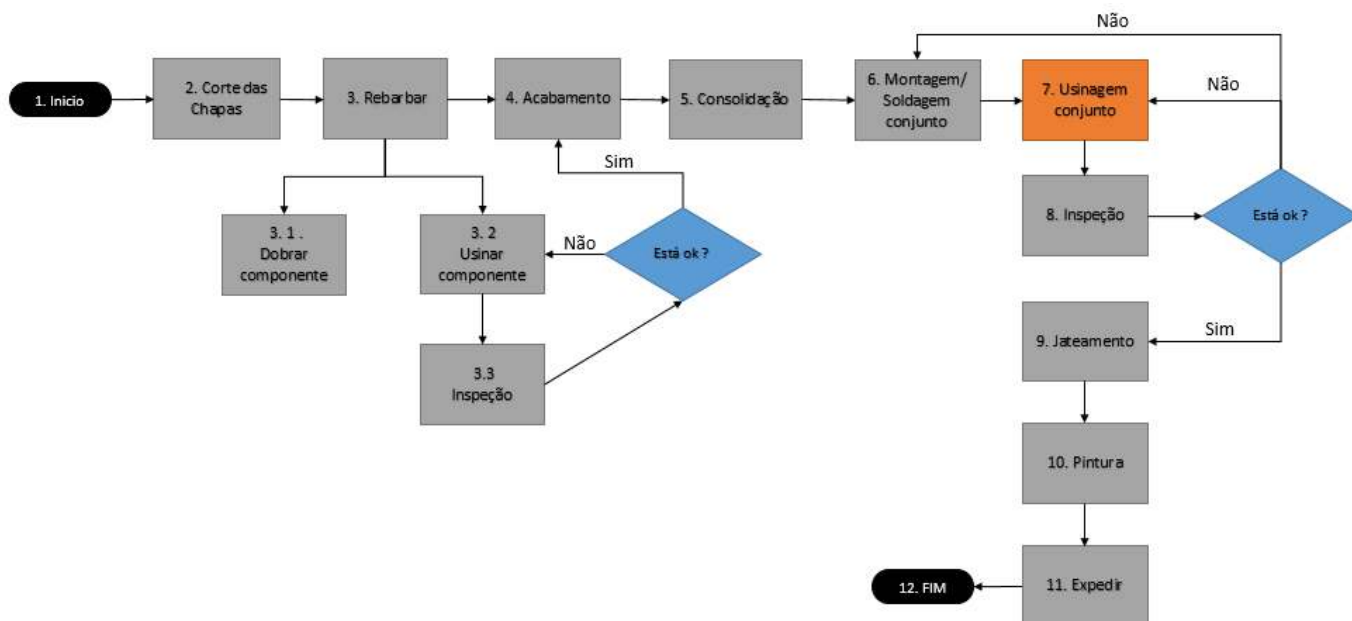 Não
1. Inicio
2. Corte das
Chapas
3. Rebarbar
4. Acabamento
5. Consolidação
6. Montagem/
Soldagem
conjunto
7. Usinagem
conjunto
Não
Sim
3. 1 .
Dobrar
componente
3. 2
Usinar
componente
Não
Está ok ?
8. Inspeção
Está ok ?
3.3
Inspeção
9. Jateamento
Sim
10. Pintura
11. Expedir
12. FIM